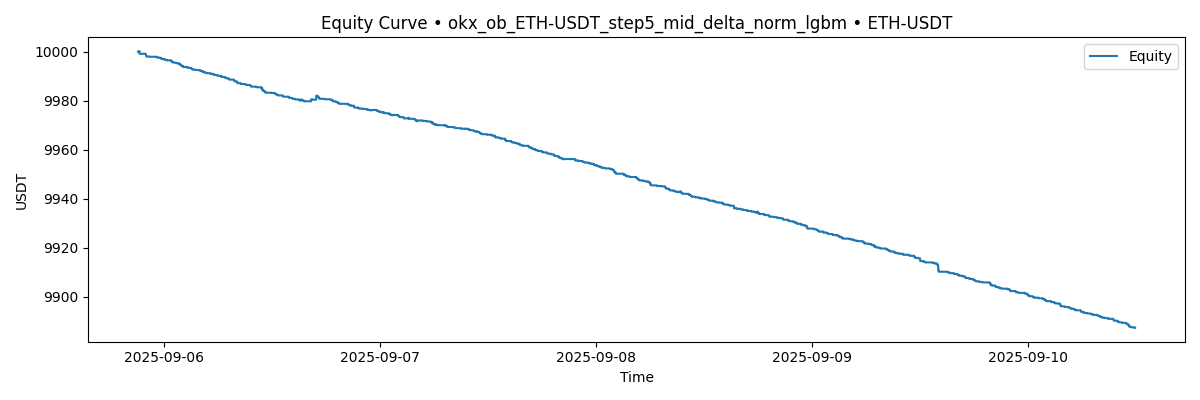 Equity Curve • okx_ob_ETH-USDT_step5_mid_delta_norm_lgbm • ETH-USDT
Equity
USDT
10000
9980
9960
9940
9920
9900
2025-09-06
2025-09-07
2025-09-08
2025-09-09
2025-09-10
Time